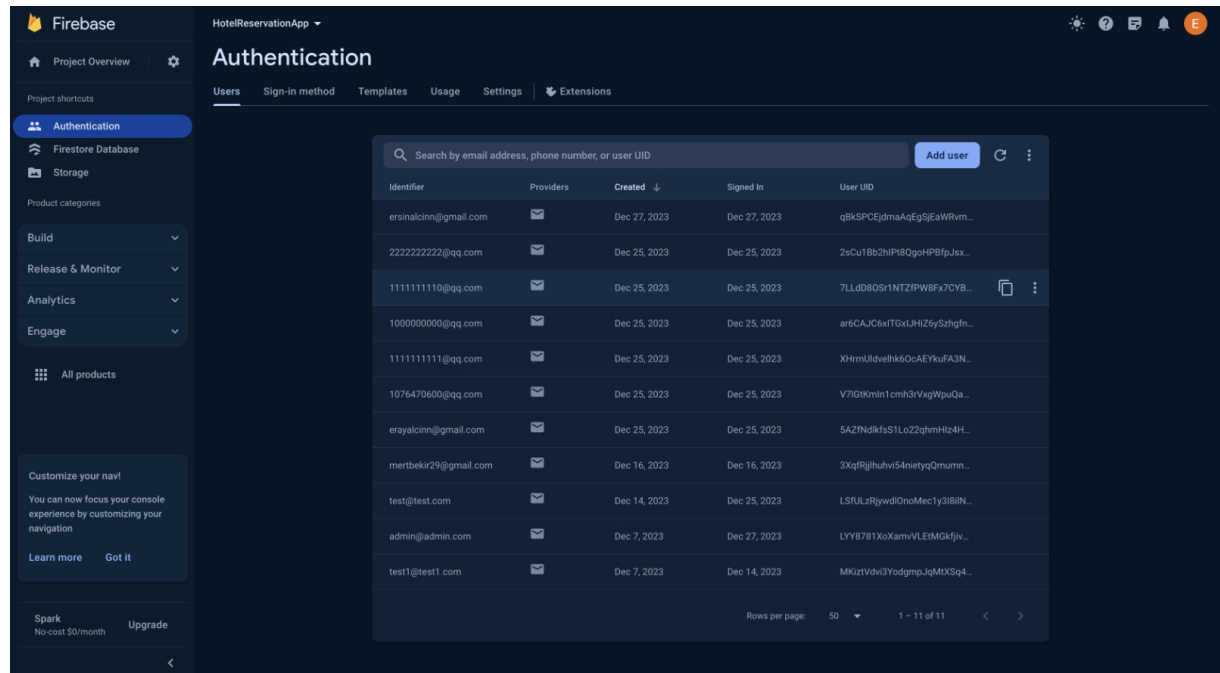 Firebase
HotelReservationApp
E
Project Overview
Authentication
Project shortcuts
Users Sign-in method Templates Usage Settings Extensions
Authentication
Firestore Database
Storage
Product categories
Build
Release & Monitor
Analytics
Engage
All products
Customize your nav!
You can now focus your console
experience by customizing your
navigation
Learn more Got it
Spark
No-cost $0/month
Upgrade
Search by email address, phone number, or user UID
Add user
Identifier Providers Created Signed In User UID
ersinalcinn@gmail.com Dec 27, 2023 Dec 27, 2023 qBkSPCEjdmaAqEgSjEaWRvm...
2222222222@qq.com Dec 25, 2023 Dec 25, 2023 2sCu1Bb2hIPt8QgoHPBfpJsx...
1111111110@qq.com Dec 25, 2023 Dec 25, 2023 7LLdD8OSr1NTZfPW8Fx7CYB...
1000000000@qq.com Dec 25, 2023 Dec 25, 2023 ar6CAJC6xITGxIJHiZ6ySzhgfn...
1111111111@qq.com Dec 25, 2023 Dec 25, 2023 XHrmUldvelhk6OcAEYkuFA3N...
1076470600@qq.com Dec 25, 2023 Dec 25, 2023 V7lGtKmIn1cmh3rVxgWpuQa...
erayalcinn@gmail.com Dec 25, 2023 Dec 25, 2023 5AZfNdlkfsS1Lo22qhmHIz4H...
mertbekir29@gmail.com Dec 16, 2023 Dec 16, 2023 3XqfRjjlhuhvi54nietyqQmumn...
test@test.com Dec 14, 2023 Dec 25, 2023 LSfULzRjywdlOnoMec1y3I8ilN...
admin@admin.com Dec 7, 2023 Dec 27, 2023 LYY8781XoXamvVLEtMGkfjiv...
test1@test1.com Dec 7, 2023 Dec 14, 2023 MKiztVdvi3YodgmpJqMtXSq4...
Rows per page: 50 1 – 11 of 11